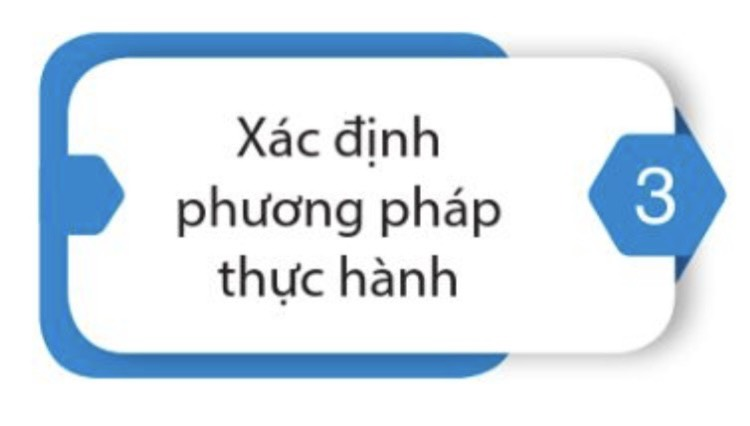 Xác định
phương pháp
thực hành
3